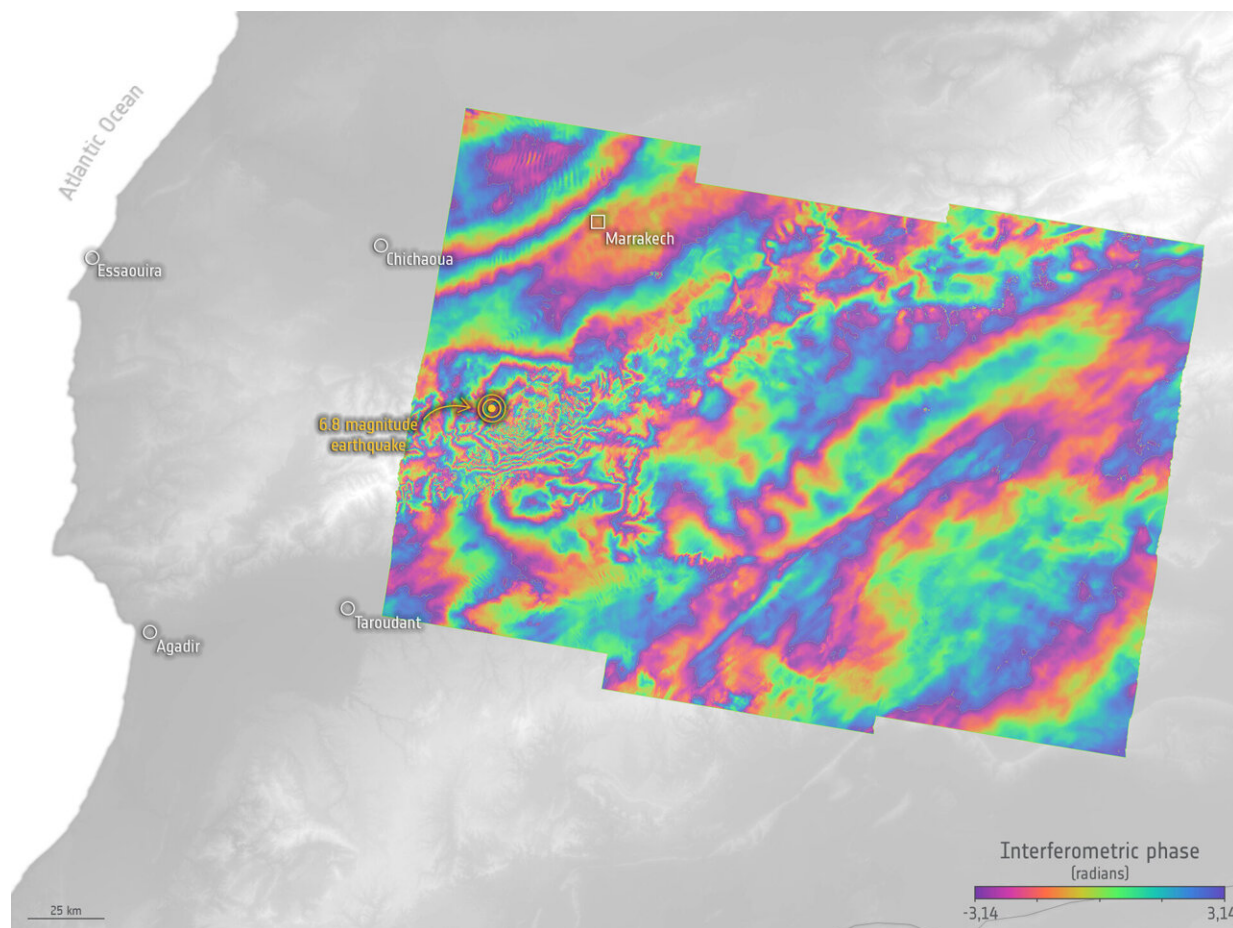 Atlantic Ocean
Marrakech
Essaouira
Chichaoua
6.8 magnitude
earthquake
Taroudant
Agadir
Interferometric phase
(radians)
-3,14
3,14
25 km